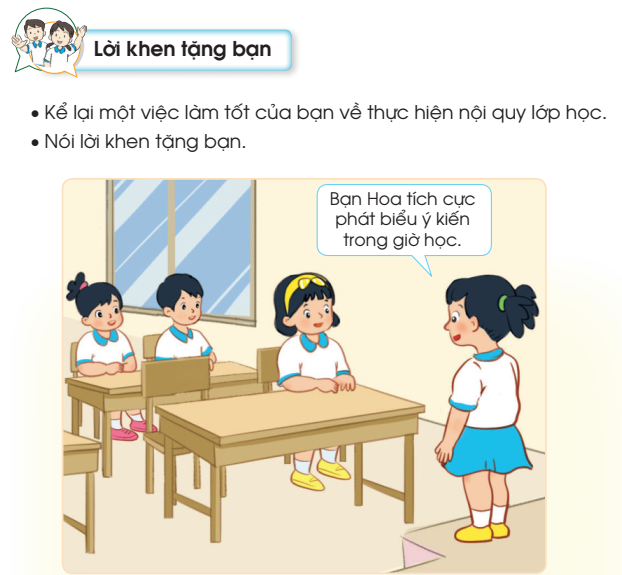 Lời khen tặng bạn
• Kể lại một việc làm tốt của bạn về thực hiện nội quy lớp học.
• Nói lời khen tặng bạn.
Bạn Hoa tích cực
phát biểu ý kiến
trong giờ học.